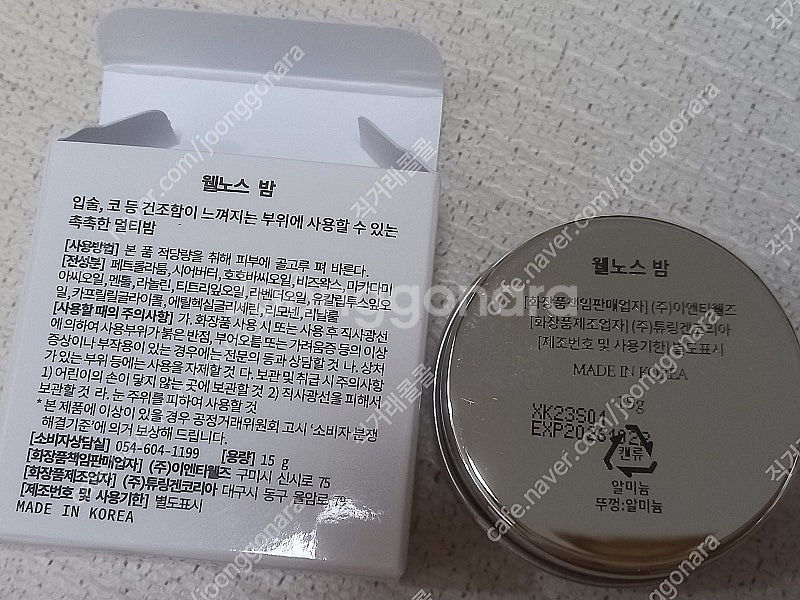 웰노스 밤
입술, 코 등 건조함이 느껴지는 부위에 사용할 수 있는
촉촉한 멀티밤
[사용방법] 본 품 적당량을 취해 피부에 골고루 펴 바른다.
[전성분] 페트롤라툼, 시어버터, 호호바씨오일, 비즈왁스, 마카다미
아씨오일, 멘톨, 라놀린, 티트리잎오일, 라벤더오일, 유칼립투스잎오
일, 카프릴릴글라이콜, 에틸헥실글리세린, 리모넨, 리날룰
[사용할 때의 주의사항] 가. 화장품 사용 시 또는 사용 후 직사광선
에 의하여 사용부위가 붉은 반점, 부어오름 또는 가려움증 등의 이상
증상이나 부작용이 있는 경우에는 전문의 등과 상담할 것 나. 상처
가 있는 부위 등에는 사용을 자제할 것 다. 보관 및 취급 시 주의사항
1) 어린이의 손이 닿지 않는 곳에 보관할 것 2) 직사광선을 피해서
보관할 것 라. 눈 주위를 피하여 사용할 것
* 본 제품에 이상이 있을 경우 공정거래위원회 고시 '소비자 분쟁
해결기준'에 의거 보상해 드립니다.
[소비자상담실] 054-604-1199 [용량] 15 g
[화장품책임판매업자] (주)이엔티웰즈 구미시 신시로 75
[화장품제조업자] (주)튜링겐코리아 대구시 동구 율암로
[제조번호 및 사용기한] 별도표시
MADE IN KOREA
웰노스 밤
[화장품책임판매업자] (주)이엔티웰즈
[화장품제조업자] (주)튜링겐코리아
[제조번호 및 사용기한] 별도표시
MADE IN KOREA
15g
XK23S01
캔류
알미늄
뚜껑:알미늄
joonggonara
cafe.naver.com/joonggonara
직거래콜콜